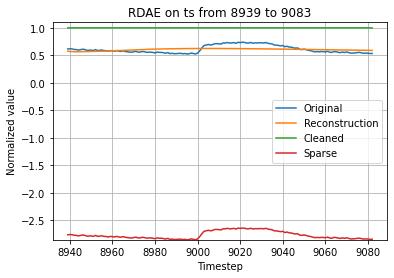 RDAE on ts from 8939 to 9083
Normalized value
1.0
0.5
0.0
−0.5
−1.0
−1.5
−2.0
−2.5
Original
Reconstruction
Cleaned
Sparse
8940 8960 8980 9000 9020 9040 9060 9080
Timestep